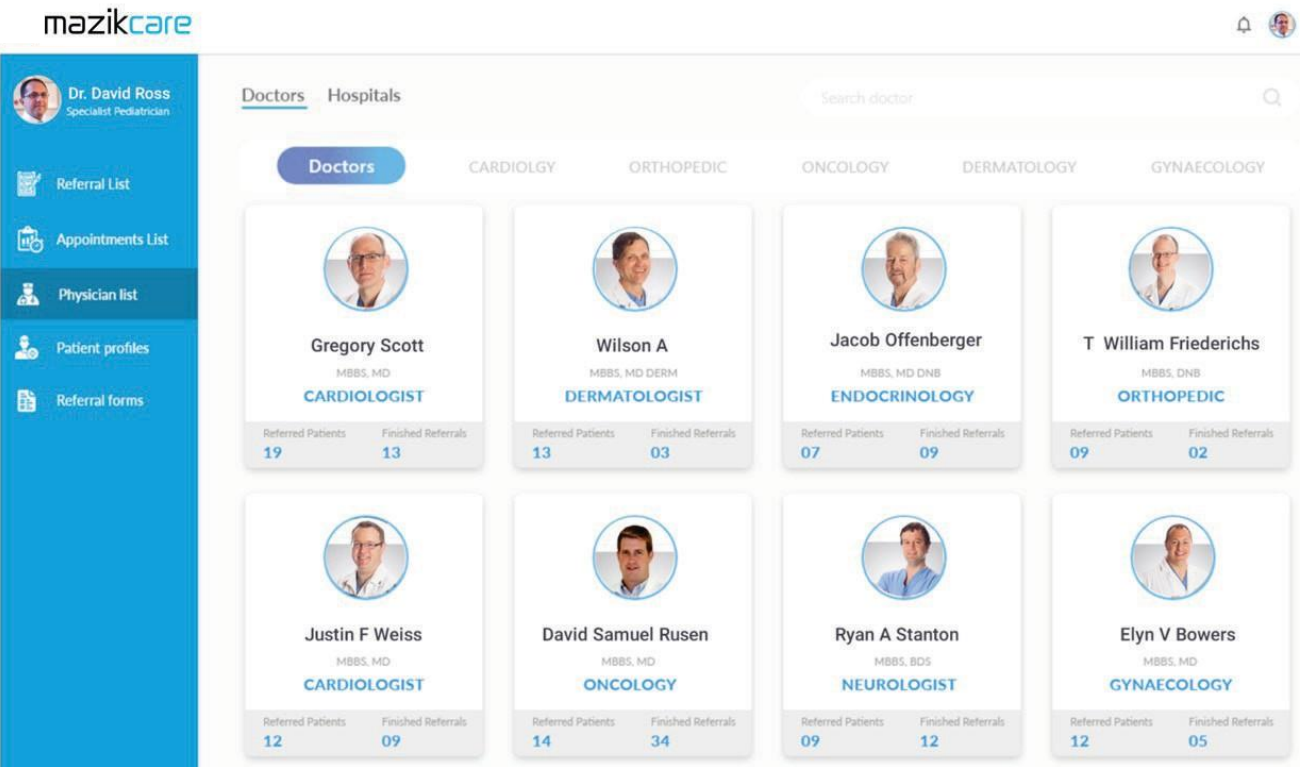 mazikcare
Dr. David Ross
Specialist Pediatrician
Referral List
Appointments List
Physician list
Patient profiles
Referral forms
Doctors Hospitals
Search doctor
Doctors CARDIOLGY ORTHOPEDIC ONCOLOGY DERMATOLOGY GYNAECOLOGY
Gregory Scott
MBBS, MD
CARDIOLOGIST
Referred Patients Finished Referrals
19 13
Wilson A
MBBS, MD DERM
DERMATOLOGIST
Referred Patients Finished Referrals
13 03
Jacob Offenberger
MBBS, MD DNB
ENDOCRINOLOGY
Referred Patients Finished Referrals
07 09
T William Friederichs
MBBS, DNB
ORTHOPEDIC
Referred Patients Finished Referrals
09 02
Justin F Weiss
MBBS, MD
CARDIOLOGIST
Referred Patients Finished Referrals
12 09
David Samuel Rusen
MBBS, MD
ONCOLOGY
Referred Patients Finished Referrals
14 34
Ryan A Stanton
MBBS, BDS
NEUROLOGIST
Referred Patients Finished Referrals
09 12
Elyn V Bowers
MBBS, MD
GYNAECOLOGY
Referred Patients Finished Referrals
12 05